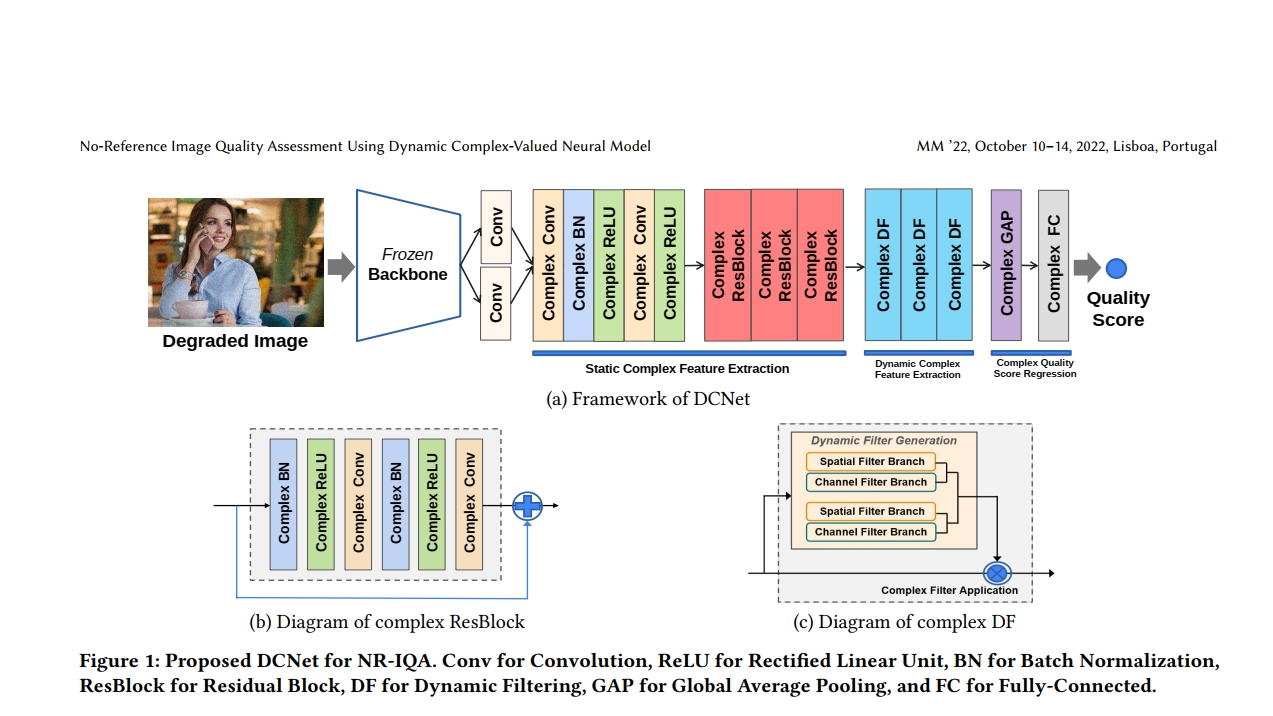 No-Reference Image Quality Assessment Using Dynamic Complex-Valued Neural Model
MM ’22, October 10–14, 2022, Lisboa, Portugal
Degraded Image
Frozen
Backbone
Conv
Conv
Complex Conv
Complex BN
Complex ReLU
Complex Conv
Complex ReLU
Complex
ResBlock
Complex
ResBlock
Complex
ResBlock
Complex DF
Complex DF
Complex DF
Complex GAP
Complex FC
Quality
Score
Static Complex Feature Extraction
Dynamic Complex
Feature Extraction
Complex Quality
Score Regression
(a) Framework of DCNet
Complex BN
Complex ReLU
Complex Conv
Complex BN
Complex ReLU
Complex Conv
(b) Diagram of complex ResBlock
Dynamic Filter Generation
Spatial Filter Branch
Channel Filter Branch
Spatial Filter Branch
Channel Filter Branch
Complex Filter Application
(c) Diagram of complex DF
Figure 1: Proposed DCNet for NR-IQA. Conv for Convolution, ReLU for Rectified Linear Unit, BN for Batch Normalization,
ResBlock for Residual Block, DF for Dynamic Filtering, GAP for Global Average Pooling, and FC for Fully-Connected.